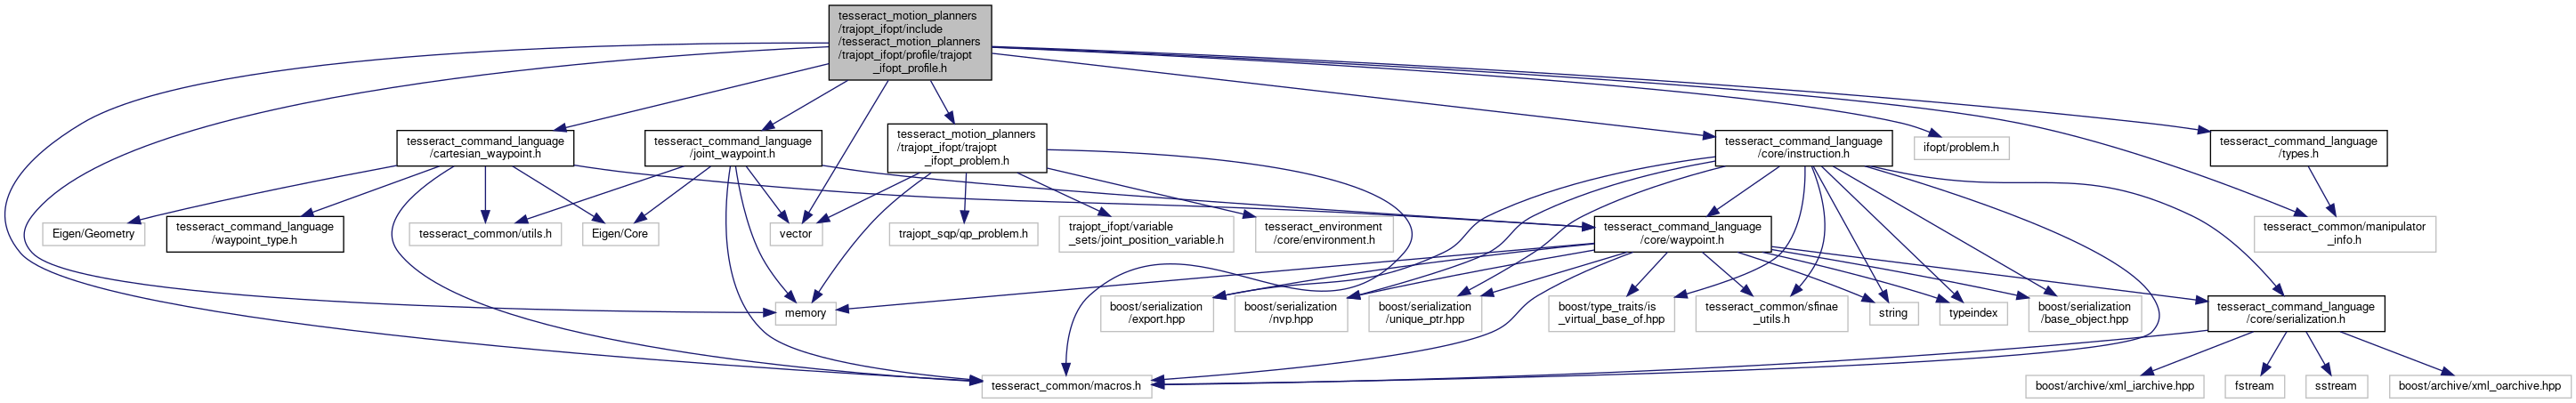 tesseract_motion_planners
/trajopt_ifopt/include
/tesseract_motion_planners
/trajopt_ifopt/profile/trajopt
_ifopt_profile.h
tesseract_command_language
/cartesian_waypoint.h
tesseract_command_language
/joint_waypoint.h
tesseract_motion_planners
/trajopt_ifopt/trajopt
_ifopt_problem.h
tesseract_command_language
/core/instruction.h
ifopt/problem.h
tesseract_command_language
/types.h
Eigen/Geometry
tesseract_command_language
/waypoint_type.h
tesseract_common/utils.h
Eigen/Core
vector
trajopt_sqp/qp_problem.h
trajopt_ifopt/variable
_sets/joint_position_variable.h
tesseract_environment
/core/environment.h
tesseract_command_language
/core/waypoint.h
tesseract_common/manipulator
_info.h
memory
boost/serialization
/export.hpp
boost/serialization
/nvp.hpp
boost/serialization
/unique_ptr.hpp
boost/type_traits/is
_virtual_base_of.hpp
tesseract_common/sfinae
_utils.h
string
typeindex
boost/serialization
/base_object.hpp
tesseract_command_language
/core/serialization.h
tesseract_common/macros.h
boost/archive/xml_iarchive.hpp
fstream
sstream
boost/archive/xml_oarchive.hpp